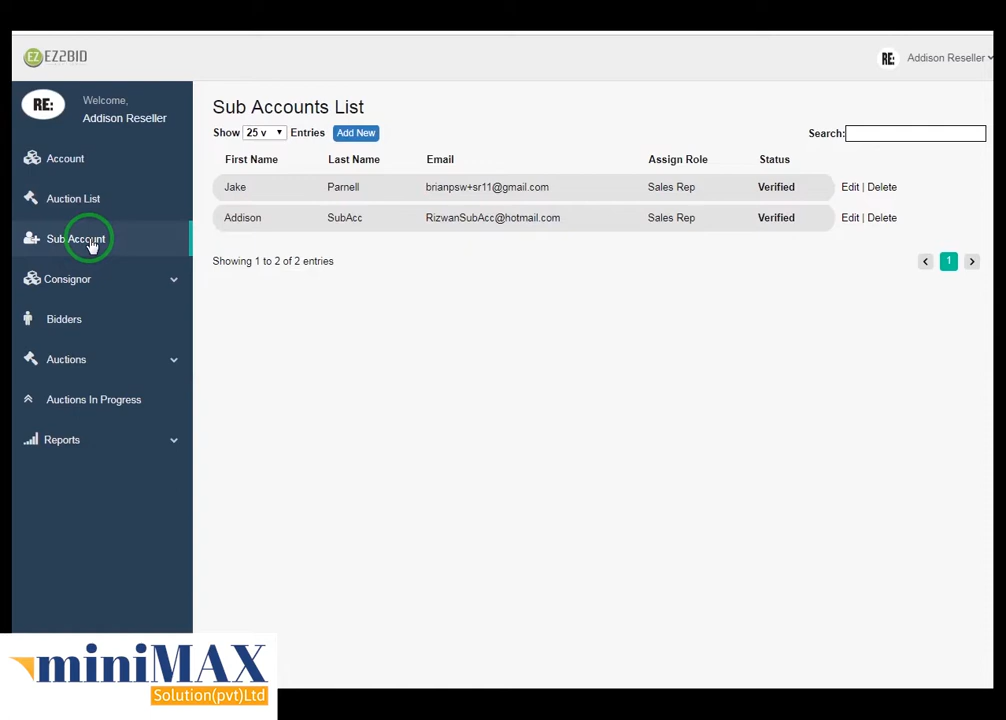 EZ EZ2BID
RE: Addison Reseller
RE: Welcome,
Addison Reseller
Account
Auction List
Sub Account
Consignor
Bidders
Auctions
Auctions In Progress
Reports
Sub Accounts List
Show 25 v Entries Add New Search:
First Name Last Name Email Assign Role Status
Jake Parnell brianpsw+sr11@gmail.com Sales Rep Verified Edit | Delete
Addison SubAcc RizwanSubAcc@hotmail.com Sales Rep Verified Edit | Delete
Showing 1 to 2 of 2 entries 1
miniMAX
Solution(pvt)Ltd